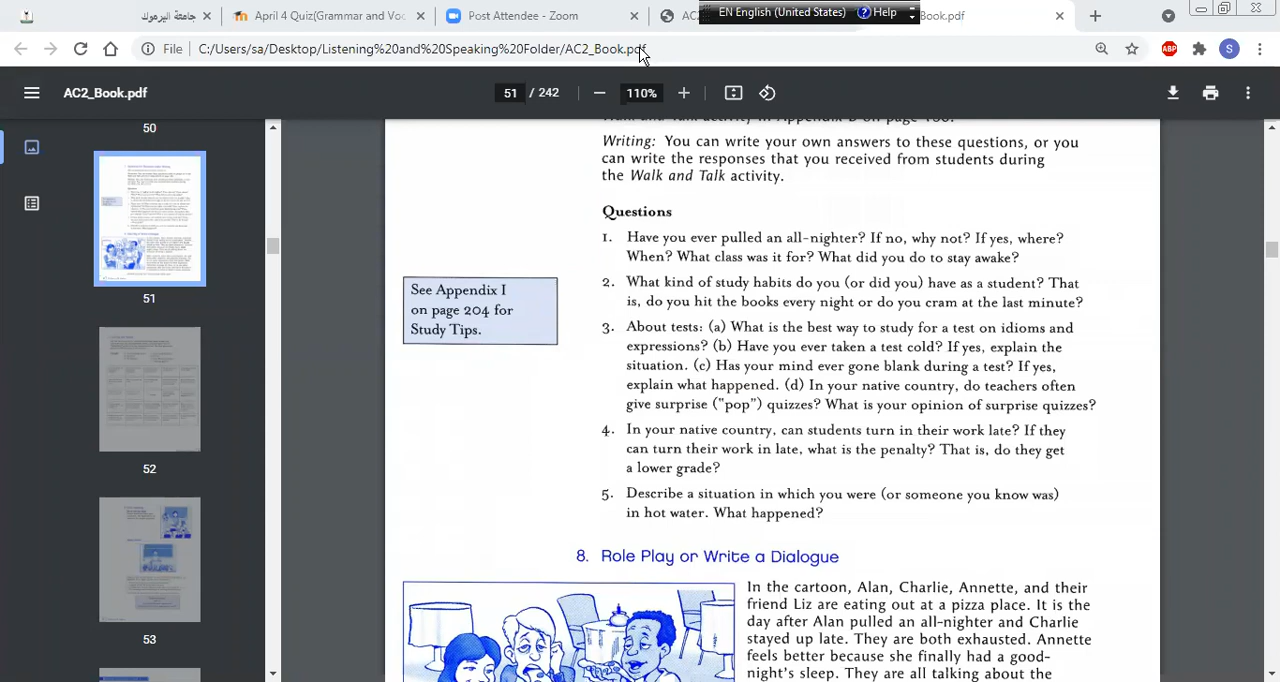 جامعة اليرموك
April 4 Quiz(Grammar and Voc
Post Attendee - Zoom
AC2
EN English (United States)
Help
Book.pdf
File
C:/Users/sa/Desktop/Listening%20and%20Speaking%20Folder/AC2_Book.pdf
ABP
S
AC2_Book.pdf
51 / 242
110%
50
51
52
53
Walk and Talk activity in Appendix D on page 150.
Writing: You can write your own answers to these questions, or you
can write the responses that you received from students during
the Walk and Talk activity.
Questions
1. Have you ever pulled an all-nighter? If no, why not? If yes, where?
When? What class was it for? What did you do to stay awake?
2. What kind of study habits do you (or did you) have as a student? That
is, do you hit the books every night or do you cram at the last minute?
See Appendix I
on page 204 for
Study Tips.
3. About tests: (a) What is the best way to study for a test on idioms and
expressions? (b) Have you ever taken a test cold? If yes, explain the
situation. (c) Has your mind ever gone blank during a test? If yes,
explain what happened. (d) In your native country, do teachers often
give surprise ("pop") quizzes? What is your opinion of surprise quizzes?
4. In your native country, can students turn in their work late? If they
can turn their work in late, what is the penalty? That is, do they get
a lower grade?
5. Describe a situation in which you were (or someone you know was)
in hot water. What happened?
8. Role Play or Write a Dialogue
In the cartoon, Alan, Charlie, Annette, and their
friend Liz are eating out at a pizza place. It is the
day after Alan pulled an all-nighter and Charlie
stayed up late. They are both exhausted. Annette
feels better because she finally had a good-
night's sleep. They are all talking about the